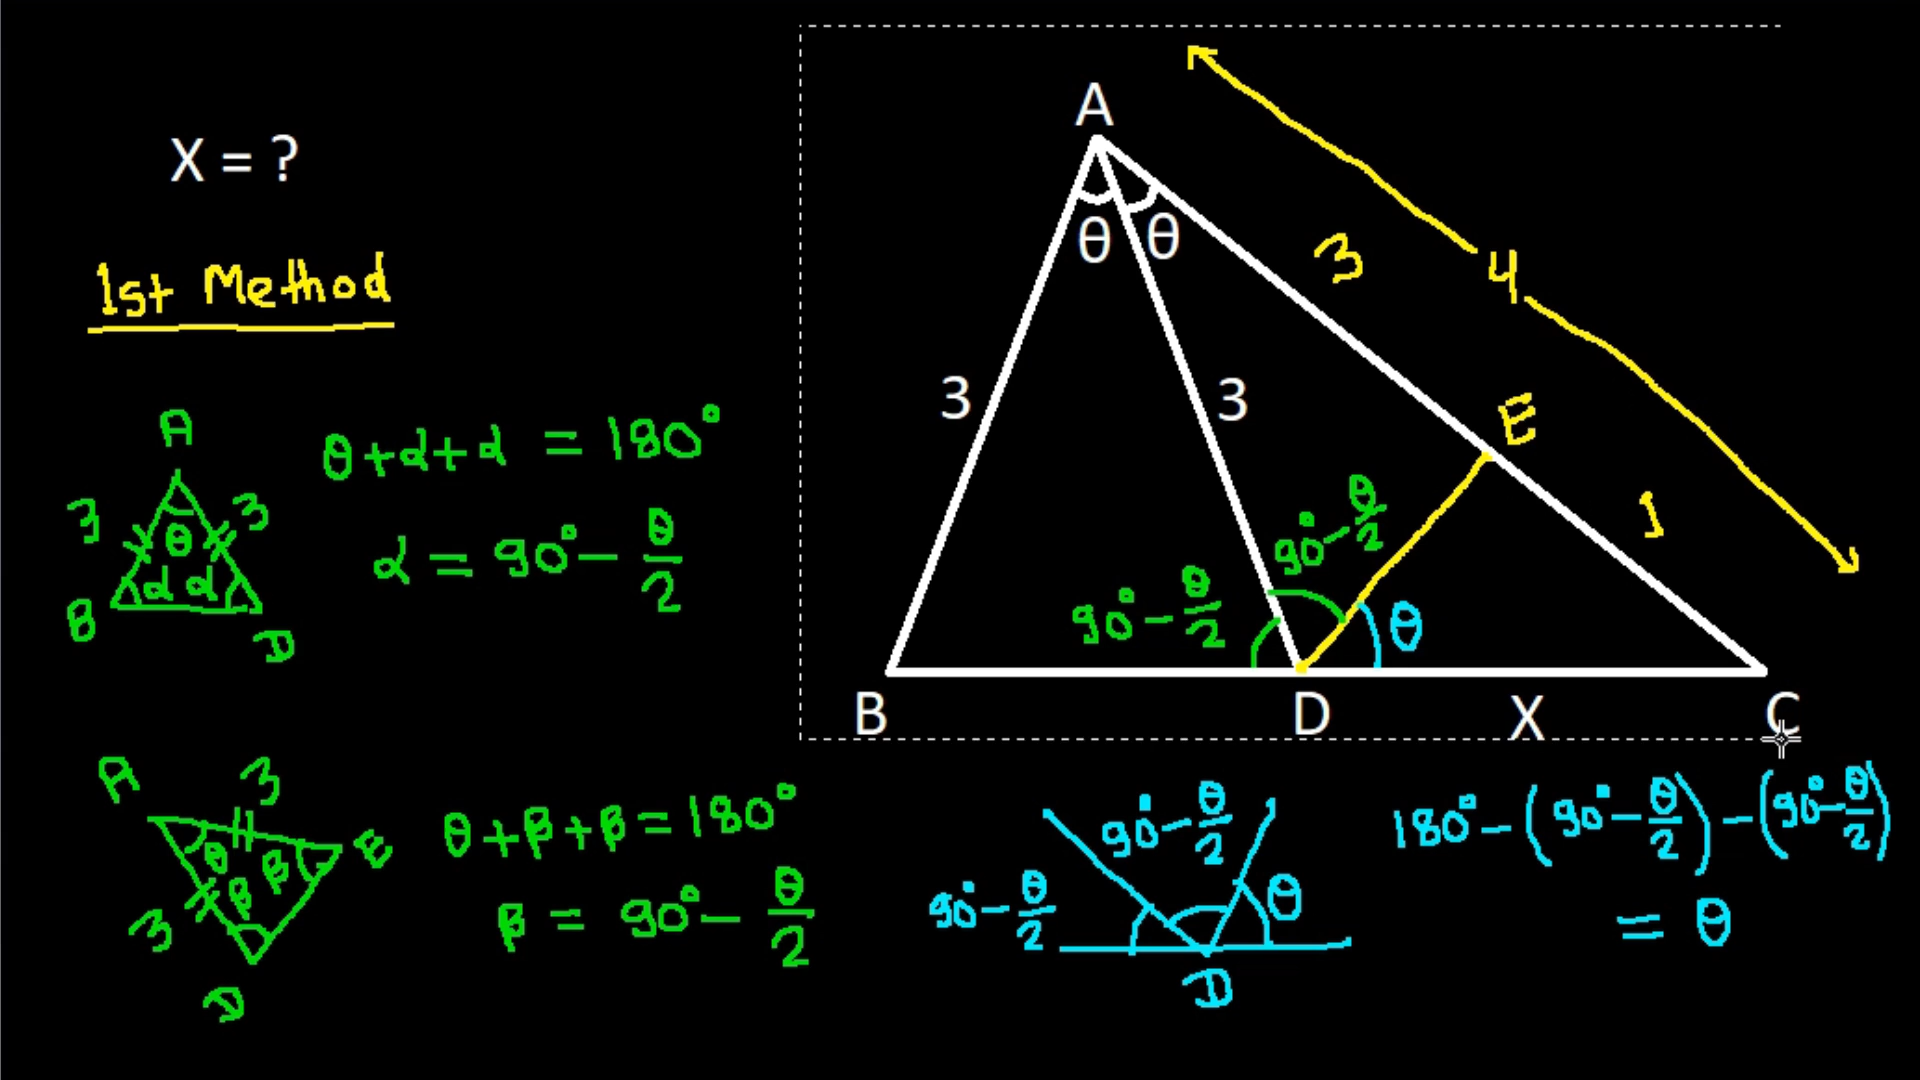 X = ?
1st Method
A
θ θ
3
4
3
3
E
1
90° - θ/2
90° - θ/2
θ
B
D
X
C
A
3
3
θ
α α
B
D
θ + α + α = 180°
α = 90° - θ/2
A
3
E
θ
β
β
3
D
θ + β + β = 180°
β = 90° - θ/2
90° - θ/2
90° - θ/2
θ
D
180° - (90° - θ/2) - (90° - θ/2)
= θ